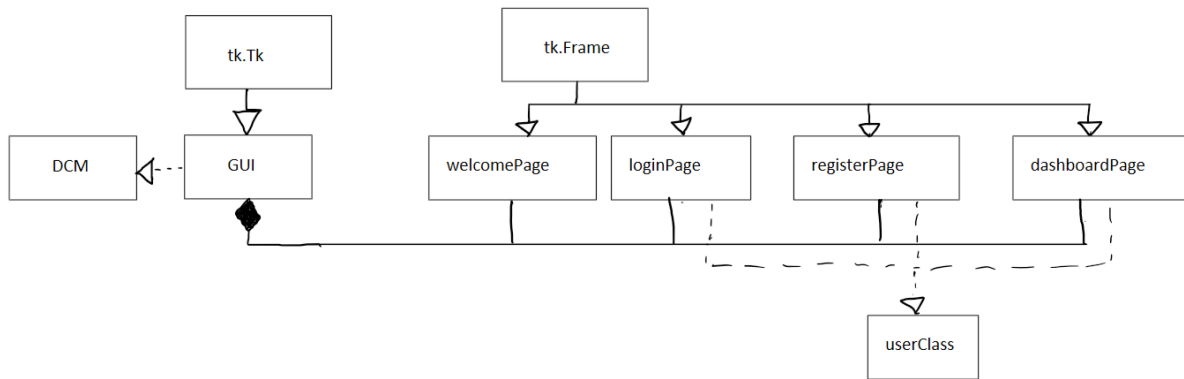 tk.Tk
tk.Frame
DCM
GUI
welcomePage
loginPage
registerPage
dashboardPage
userClass